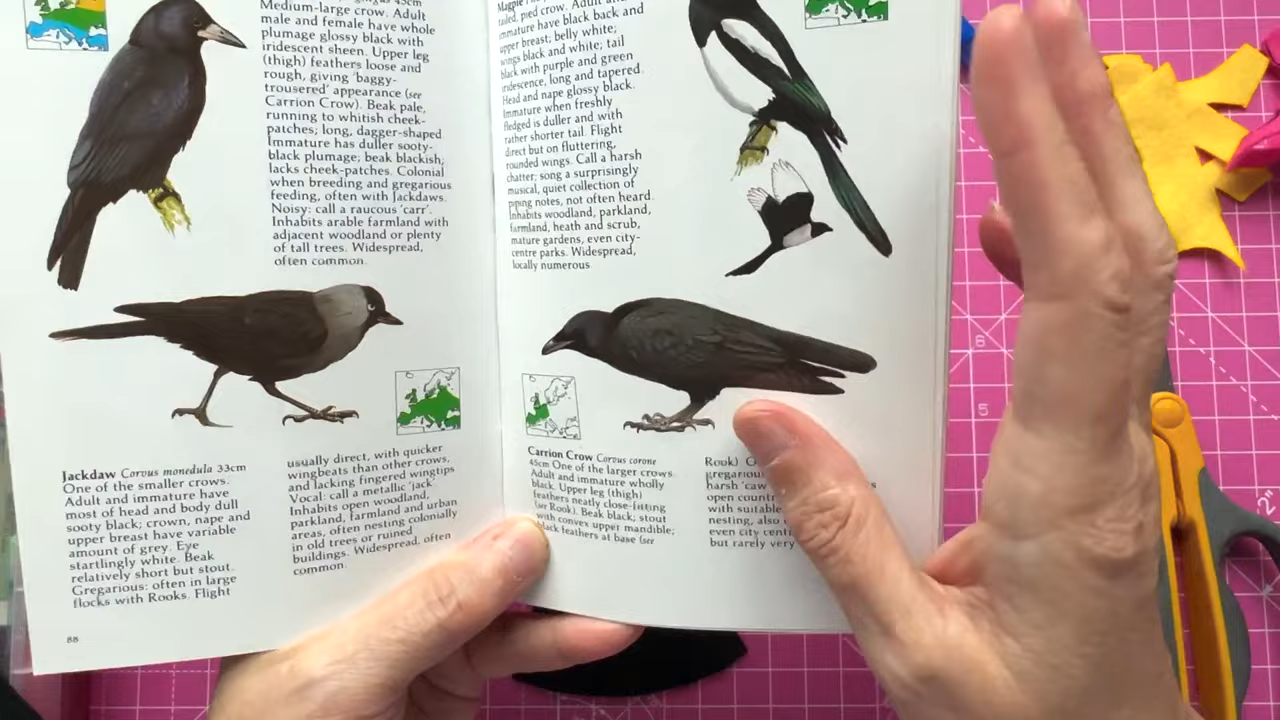 45cm
Medium-large crow. Adult
male and female have whole
plumage glossy black with
iridescent sheen. Upper leg
(thigh) feathers loose and
rough, giving 'baggy-
trousered' appearance (see
Carrion Crow). Beak pale,
running to whitish cheek-
patches; long, dagger-shaped
Immature has duller sooty-
black plumage; beak blackish,
lacks cheek-patches. Colonial
when breeding and gregarious
feeding, often with Jackdaws.
Noisy: call a raucous 'carr'.
Inhabits arable farmland with
adjacent woodland or plenty
of tall trees. Widespread,
often common.
Jackdaw Corvus monedula 33cm
One of the smaller crows.
Adult and immature have
most of head and body dull
sooty black; crown, nape and
upper breast have variable
amount of grey. Eye
startlingly white. Beak
relatively short but stout.
Gregarious: often in large
flocks with Rooks. Flight
usually direct, with quicker
wingbeats than other crows,
and lacking fingered wingtips
Vocal: call a metallic 'jack'
Inhabits open woodland,
parkland, farmland and urban
areas, often nesting colonially
in old trees or ruined
buildings. Widespread, often
common.
88
Magpie
tailed, pied crow. Adult and
immature have black back and
upper breast; belly white;
wings black and white; tail
black with purple and green
iridescence, long and tapered.
Head and nape glossy black.
Immature when freshly
fledged is duller and with
rather shorter tail. Flight
direct but on fluttering,
rounded wings. Call a harsh
chatter; song a surprisingly
musical, quiet collection of
piping notes, not often heard.
Inhabits woodland, parkland,
farmland, heath and scrub,
mature gardens, even city-
centre parks. Widespread,
locally numerous
Carrion Crow Corvus corone
45cm One of the larger crows.
Adult and immature wholly
black. Upper leg (thigh)
feathers neatly close-fitting
(see Rook). Beak black, stout
with convex upper mandible;
black feathers at base (see
Rook)
gregariou
harsh 'caw
open count
with suitable
nesting, also
even city cent
but rarely very
6
5
2"